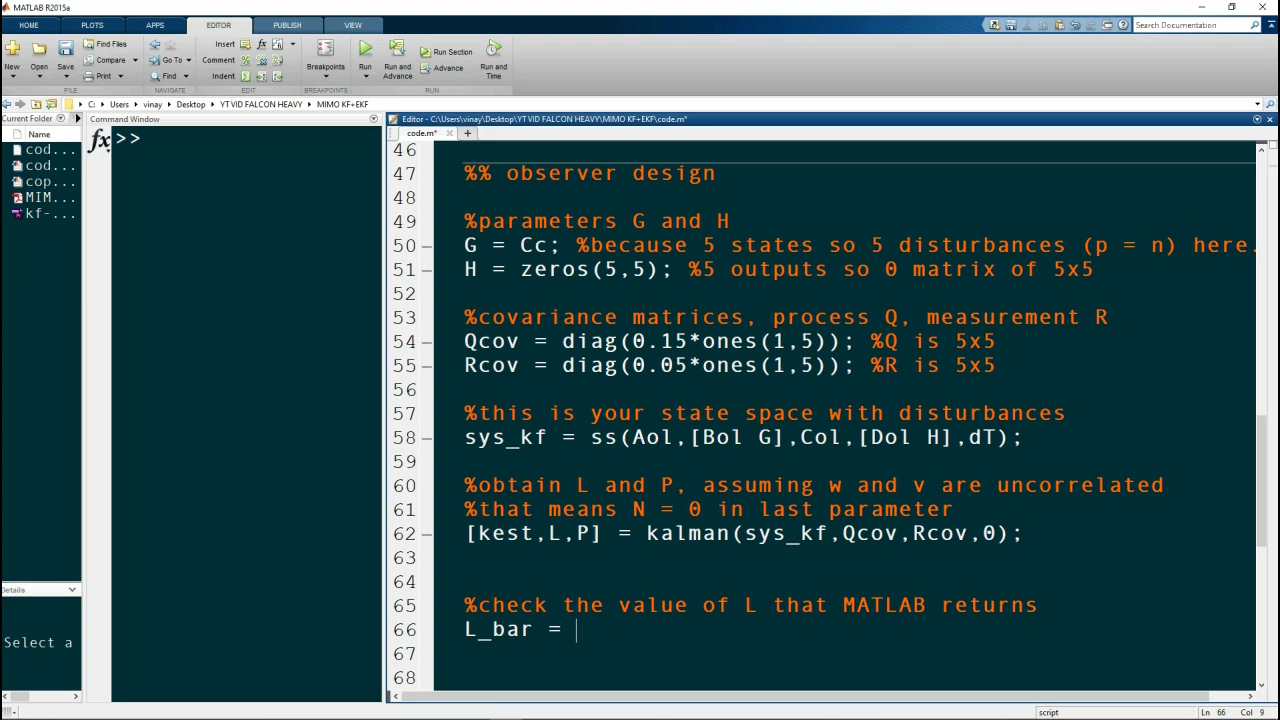 MATLAB R2015a
HOME PLOTS APPS EDITOR PUBLISH VIEW Search Documentation
New Open Save Find Files Compare Print Go To Find Insert Comment Indent fx Breakpoints Run Run and Advance Run Section Advance Run and Time
FILE NAVIGATE EDIT BREAKPOINTS RUN
C: Users vinay Desktop YT VID FALCON HEAVY MIMO KF+EKF
Current Folder Command Window Editor - C:\Users\vinay\Desktop\YT VID FALCON HEAVY\MIMO KF+EKF\code.m*
Name
cod...
cod...
cop...
MIM...
kf-...
Details
Select a
fx >>
code.m* +
46
47 %% observer design
48
49 %parameters G and H
50 G = Cc; %because 5 states so 5 disturbances (p = n) here.
51 H = zeros(5,5); %5 outputs so 0 matrix of 5x5
52
53 %covariance matrices, process Q, measurement R
54 Qcov = diag(0.15*ones(1,5)); %Q is 5x5
55 Rcov = diag(0.05*ones(1,5)); %R is 5x5
56
57 %this is your state space with disturbances
58 sys_kf = ss(Aol,[Bol G],Col,[Dol H],dT);
59
60 %obtain L and P, assuming w and v are uncorrelated
61 %that means N = 0 in last parameter
62 [kest,L,P] = kalman(sys_kf,Qcov,Rcov,0);
63
64
65 %check the value of L that MATLAB returns
66 L_bar =
67
68
script Ln 66 Col 9